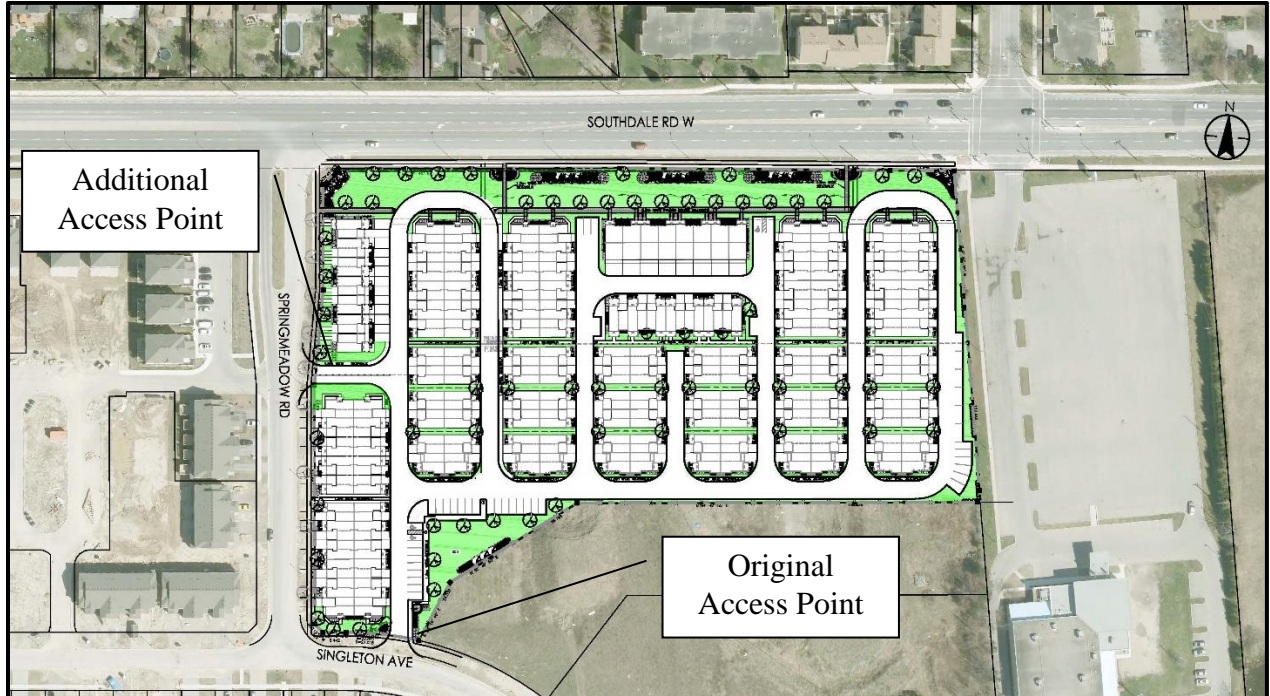 SOUTHDALE RD W
N
Additional
Access Point
SPRINGMEADOW RD
Original
Access Point
SINGLETON AVE